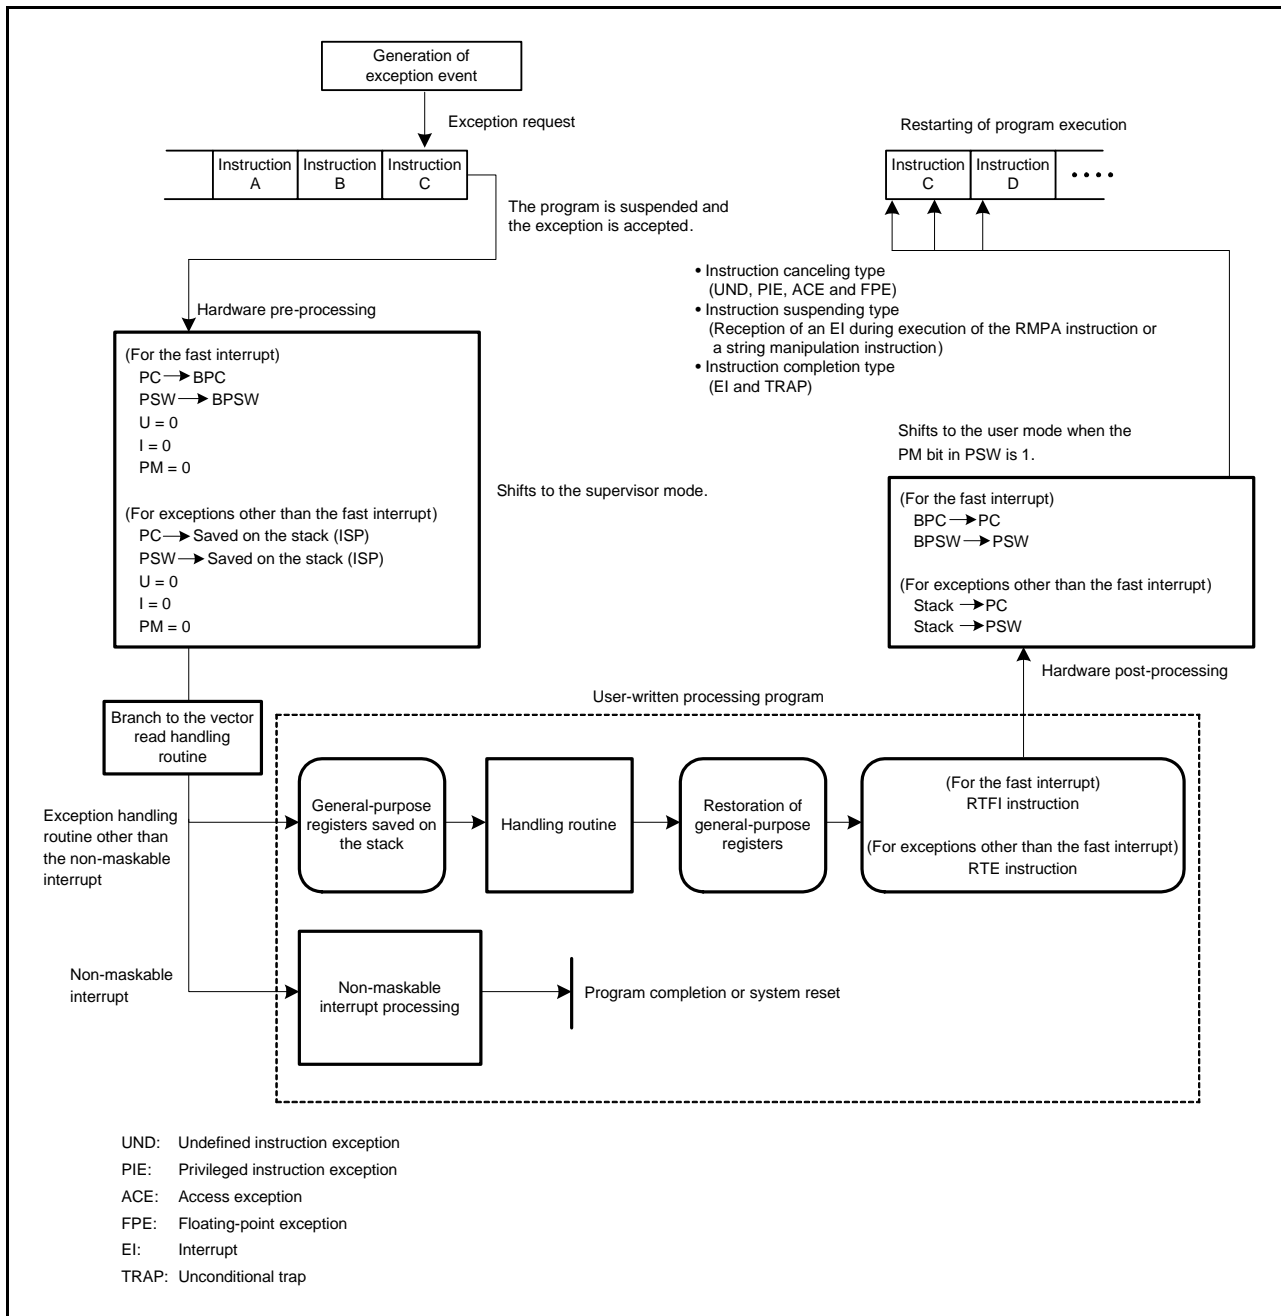 Generation of
exception event
Exception request
Instruction
A
Instruction
B
Instruction
C
The program is suspended and
the exception is accepted.
Hardware pre-processing
(For the fast interrupt)
PC → BPC
PSW → BPSW
U = 0
I = 0
PM = 0
(For exceptions other than the fast interrupt)
PC → Saved on the stack (ISP)
PSW → Saved on the stack (ISP)
U = 0
I = 0
PM = 0
Shifts to the supervisor mode.
Restarting of program execution
Instruction
C
Instruction
D
• • • •
• Instruction canceling type
(UND, PIE, ACE and FPE)
• Instruction suspending type
(Reception of an EI during execution of the RMPA instruction or
a string manipulation instruction)
• Instruction completion type
(EI and TRAP)
Shifts to the user mode when the
PM bit in PSW is 1.
(For the fast interrupt)
BPC → PC
BPSW → PSW
(For exceptions other than the fast interrupt)
Stack → PC
Stack → PSW
Hardware post-processing
User-written processing program
Branch to the vector
read handling
routine
Exception handling
routine other than
the non-maskable
interrupt
General-purpose
registers saved on
the stack
Handling routine
Restoration of
general-purpose
registers
(For the fast interrupt)
RTFI instruction
(For exceptions other than the fast interrupt)
RTE instruction
Non-maskable
interrupt
Non-maskable
interrupt processing
Program completion or system reset
UND: Undefined instruction exception
PIE: Privileged instruction exception
ACE: Access exception
FPE: Floating-point exception
EI: Interrupt
TRAP: Unconditional trap